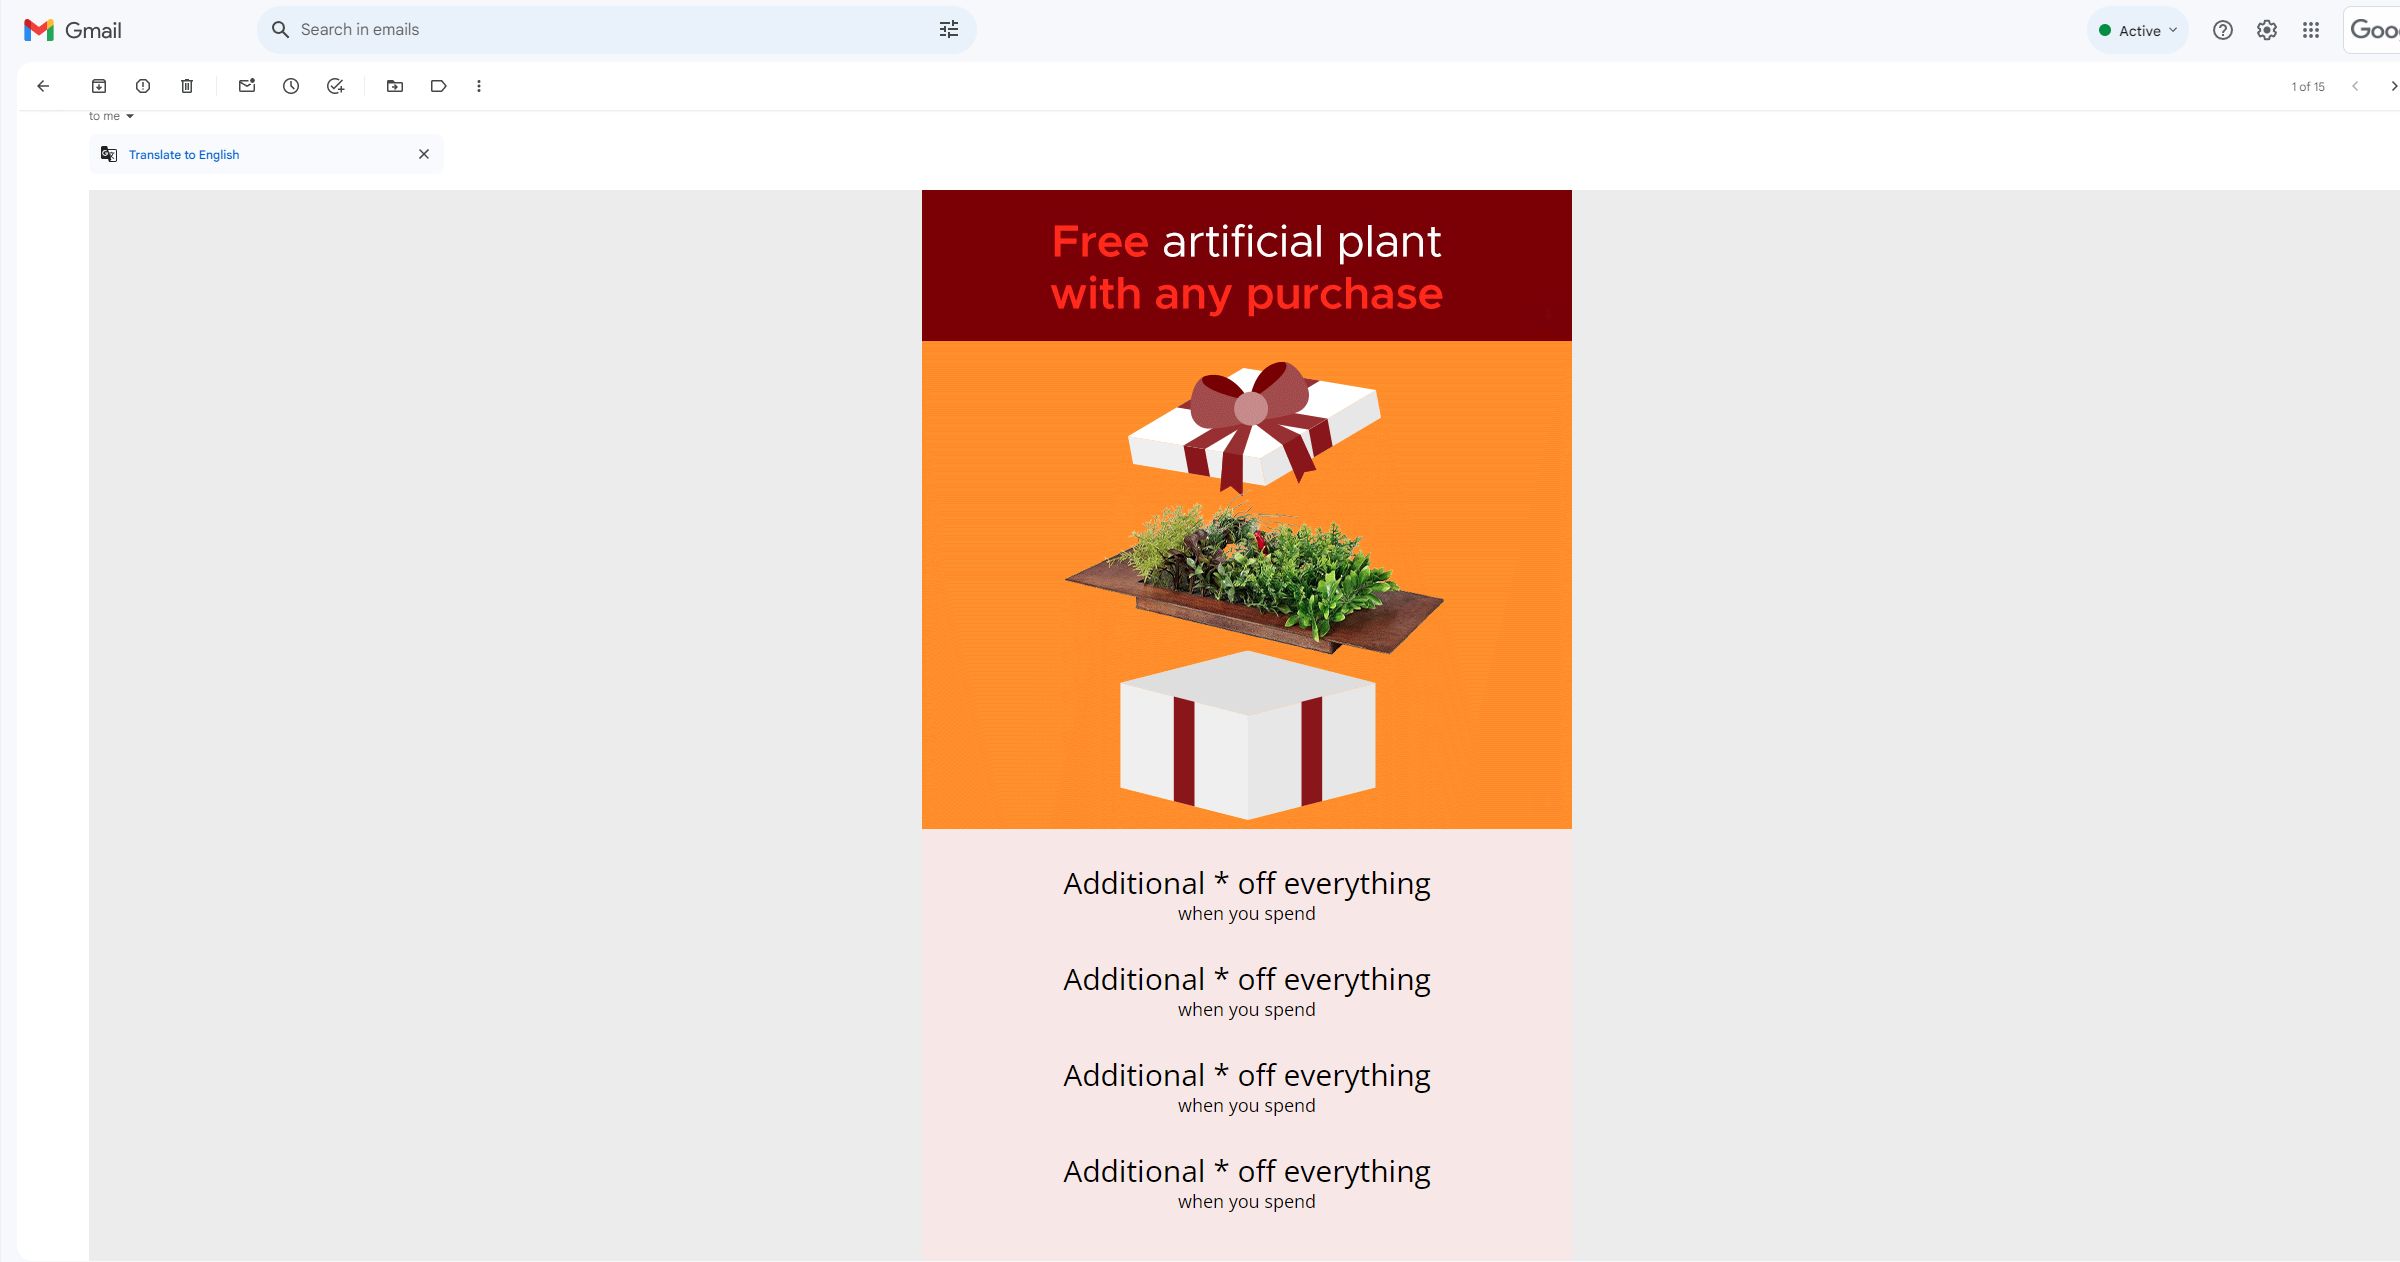 Gmail
Search in emails
Active
1 of 15
to me
Translate to English
Free artificial plant
with any purchase
Additional * off everything
when you spend
Additional * off everything
when you spend
Additional * off everything
when you spend
Additional * off everything
when you spend